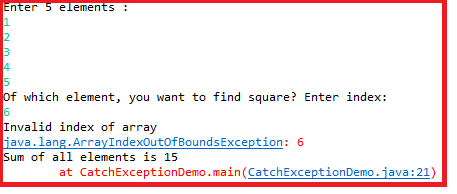 Enter 5 elements :
1
2
3
4
5
Of which element, you want to find square? Enter index:
6
Invalid index of array
java.lang.ArrayIndexOutOfBoundsException: 6
Sum of all elements is 15
at CatchExceptionDemo.main(CatchExceptionDemo.java:21)